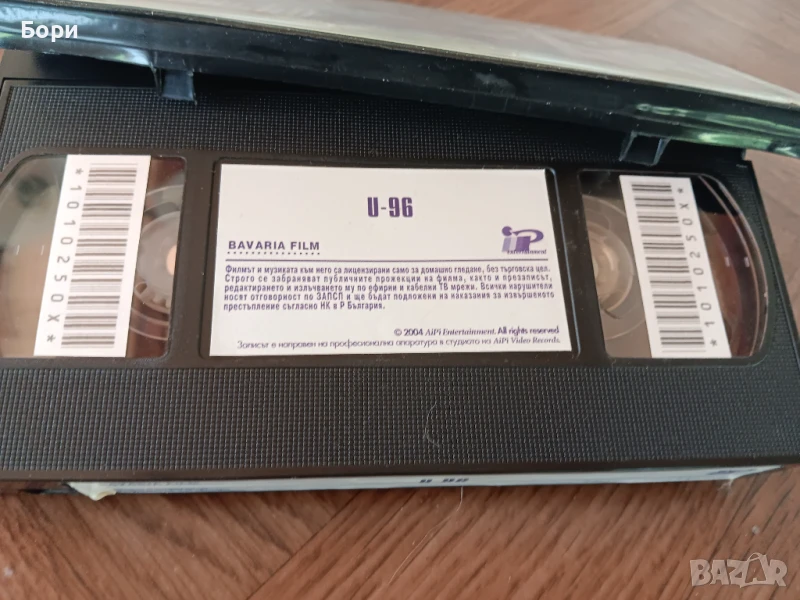 Бори
*1010250X*
U-96
BAVARIA FILM
iP
Entertainment
Филмът и музиката към него са лицензирани само за домашно гледане, без търговска цел.
Строго се забраняват публичните прожекции на филма, както и презаписът,
редактирането и излъчването му по ефирни и кабелни ТВ мрежи. Всички нарушители
носят отговорност по ЗАПСП и ще бъдат подложени на наказания за извършеното
престъпление съгласно НК в Р България.
© 2004 AiPi Entertainment. All rights reserved
Записът е направен на професионална апаратура в студиото на AiPi Video Records.
*1010250X*
U-96
BAZAR